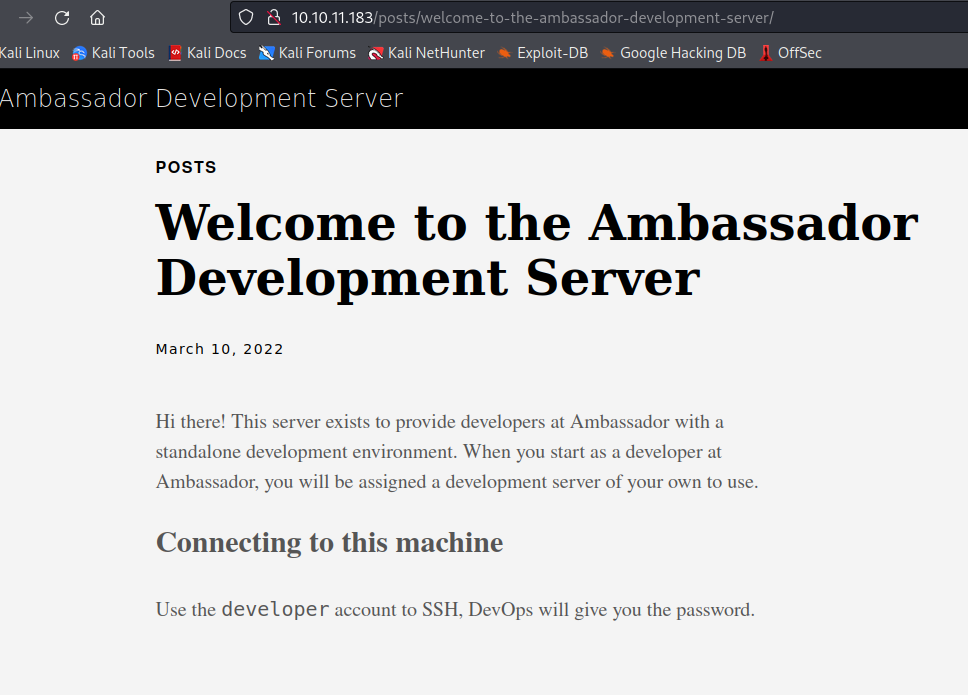 10.10.11.183/posts/welcome-to-the-ambassador-development-server/
Kali Linux Kali Tools Kali Docs Kali Forums Kali NetHunter Exploit-DB Google Hacking DB OffSec
Ambassador Development Server
POSTS
Welcome to the Ambassador
Development Server
March 10, 2022
Hi there! This server exists to provide developers at Ambassador with a
standalone development environment. When you start as a developer at
Ambassador, you will be assigned a development server of your own to use.
Connecting to this machine
Use the developer account to SSH, DevOps will give you the password.